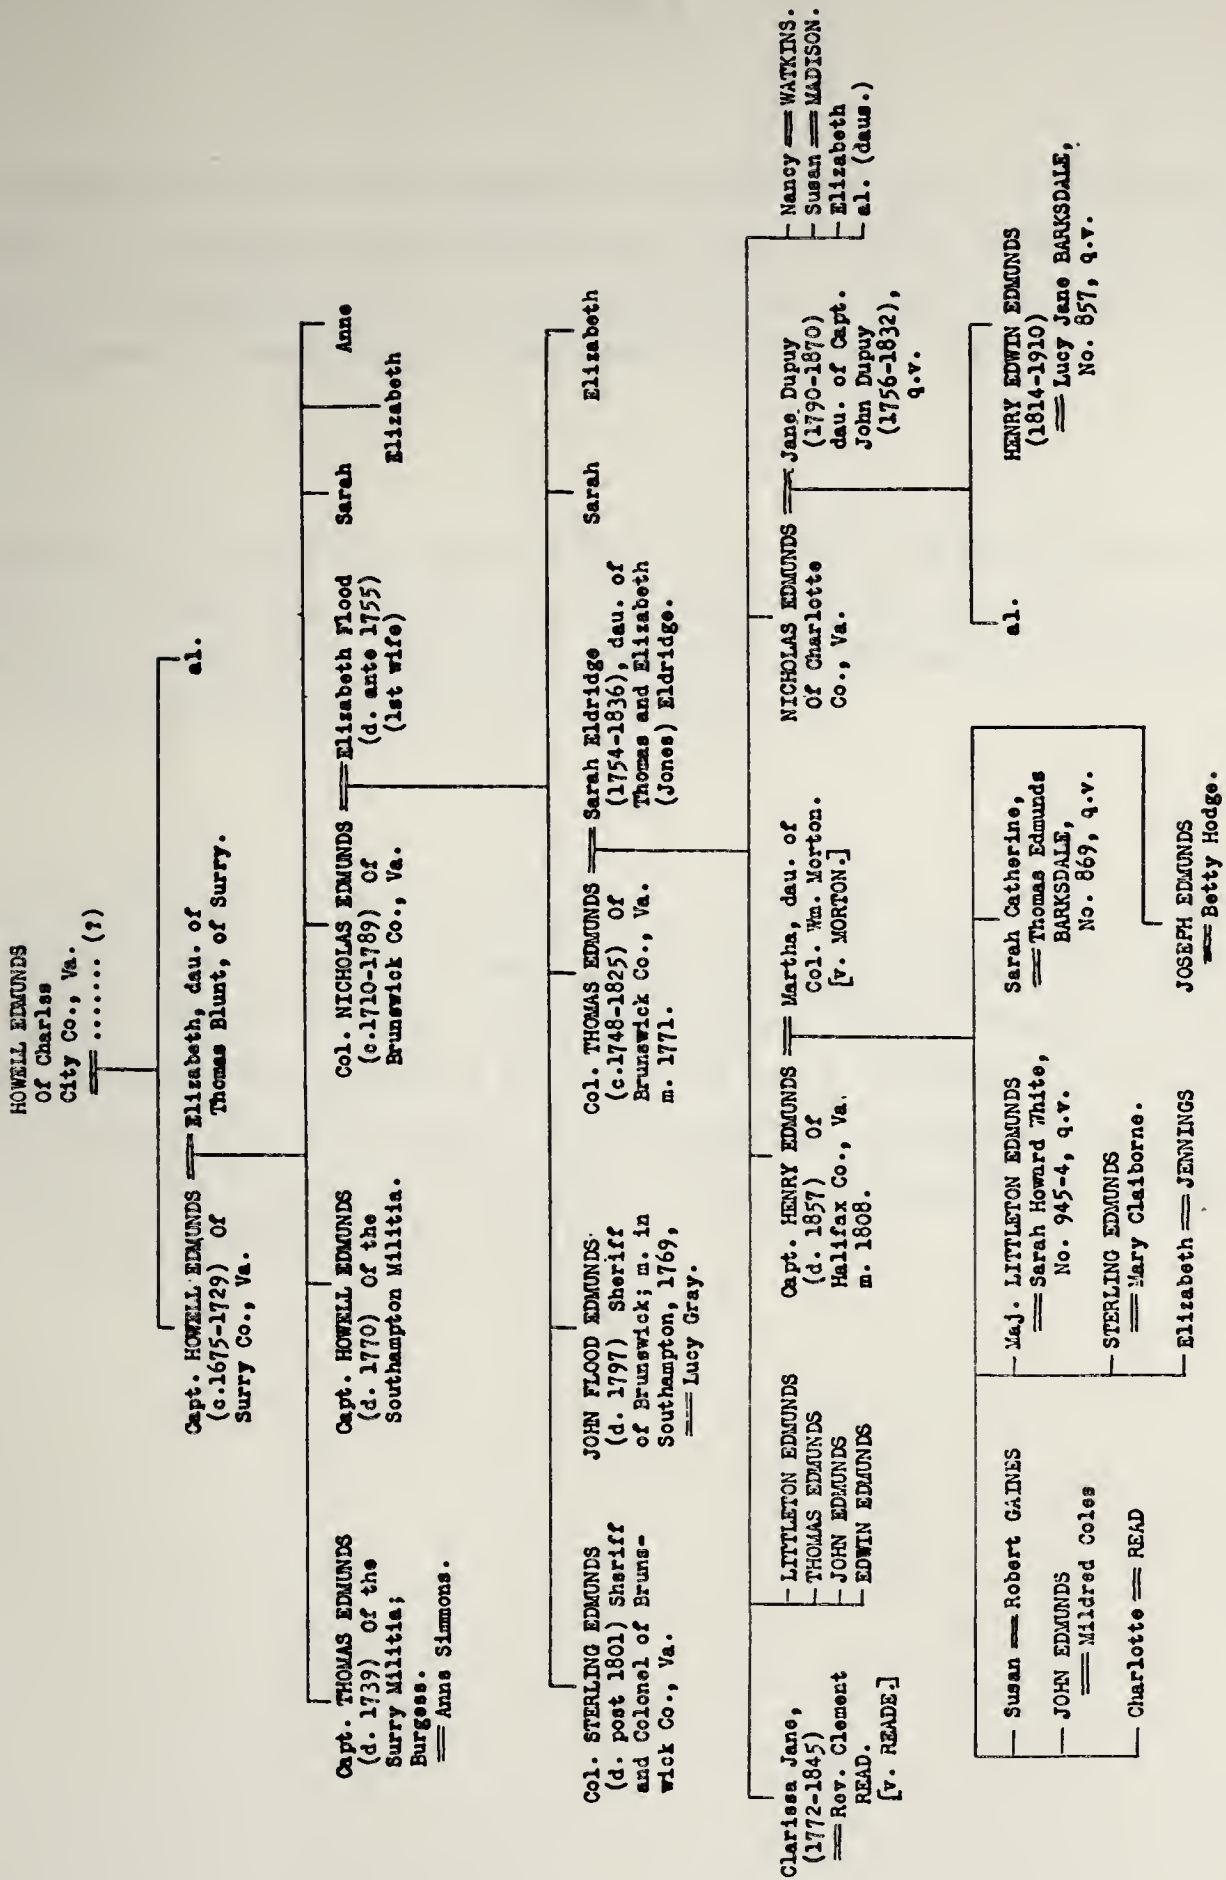 HOWELL EDMUNDS
Of Charles
City Co., Va.
== ....... (?)
Capt. HOWELL EDMUNDS == Elizabeth, dau. of
(c.1675-1729) Of
Surry Co., Va.
Thomas Blunt, of Surry.
al.
Capt. THOMAS EDMUNDS
(d. 1739) Of the
Surry Militia;
Burgess.
== Anne Simmons.
Capt. HOWELL EDMUNDS
(d. 1770) Of the
Southampton Militia.
Col. NICHOLAS EDMUNDS == Elizabeth Flood
(c.1710-1789) Of
Brunswick Co., Va.
(d. ante 1755)
(1st wife)
Sarah
Elizabeth
Anne
Col. STERLING EDMUNDS
(d. post 1801) Sheriff
and Colonel of Bruns-
wick Co., Va.
JOHN FLOOD EDMUNDS
(d. 1797) Sheriff
of Brunswick; m. in
Southampton, 1769,
== Lucy Gray.
Col. THOMAS EDMUNDS == Sarah Eldridge
(c.1748-1825) Of
Brunswick Co., Va.
m. 1771.
(1754-1836), dau. of
Thomas and Elizabeth
(Jones) Eldridge.
Sarah
Elizabeth
Clarissa Jane,
(1772-1845)
== Rev. Clement
READ.
[v. READE.]
LITTLETON EDMUNDS
THOMAS EDMUNDS
JOHN EDMUNDS
EDWIN EDMUNDS
Capt. HENRY EDMUNDS == Martha, dau. of
(d. 1857) Of
Halifax Co., Va.
m. 1808.
Col. Wm. Morton.
[v. MORTON.]
NICHOLAS EDMUNDS == Jane Dupuy
Of Charlotte
Co., Va.
(1790-1870)
dau. of Capt.
John Dupuy
(1756-1832),
q.v.
Nancy == WATKINS.
Susan == MADISON.
Elizabeth
al. (daus.)
Susan == Robert GAINES
JOHN EDMUNDS
== Mildred Coles
Charlotte == READ
Maj. LITTLETON EDMUNDS
== Sarah Howard White,
No. 945-4, q.v.
STERLING EDMUNDS
== Mary Claiborne.
Elizabeth == JENNINGS
Sarah Catherine,
== Thomas Edmunds
BARKSDALE,
No. 869, q.v.
JOSEPH EDMUNDS
== Betty Hodge.
al.
HENRY EDWIN EDMUNDS
(1814-1910)
== Lucy Jane BARKSDALE,
No. 857, q.v.